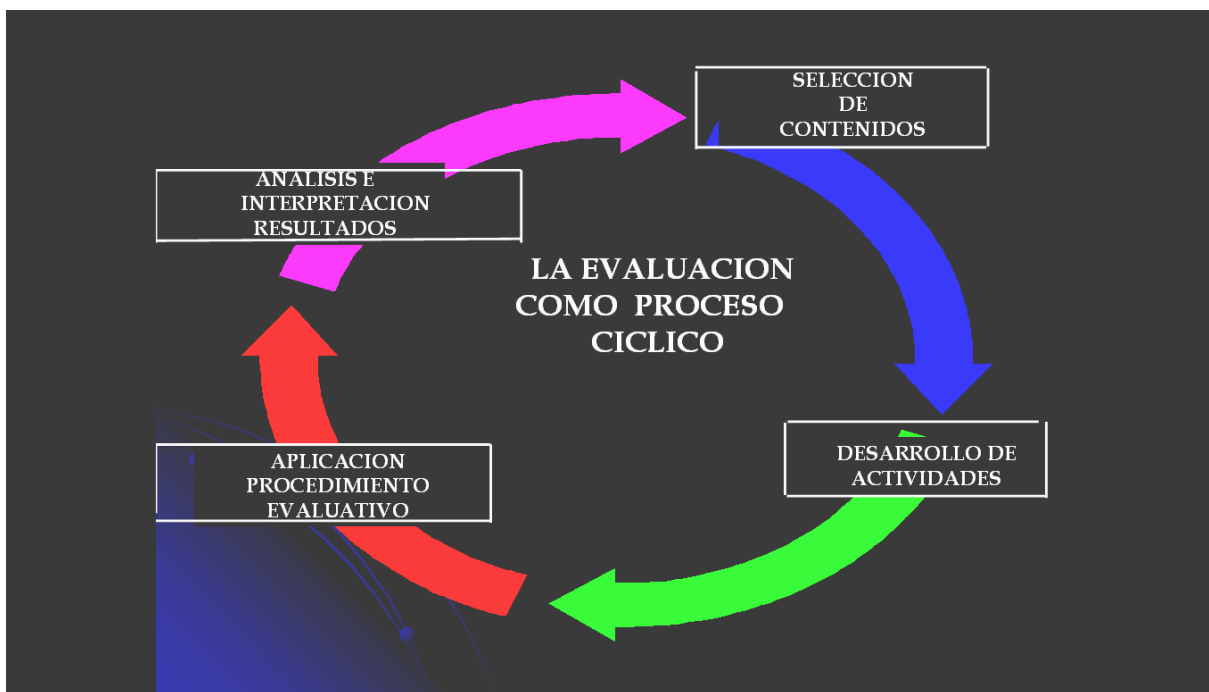 SELECCION
DE
CONTENIDOS
ANALISIS E
INTERPRETACION
RESULTADOS
LA EVALUACION
COMO PROCESO
CICLICO
DESARROLLO DE
ACTIVIDADES
APLICACION
PROCEDIMIENTO
EVALUATIVO